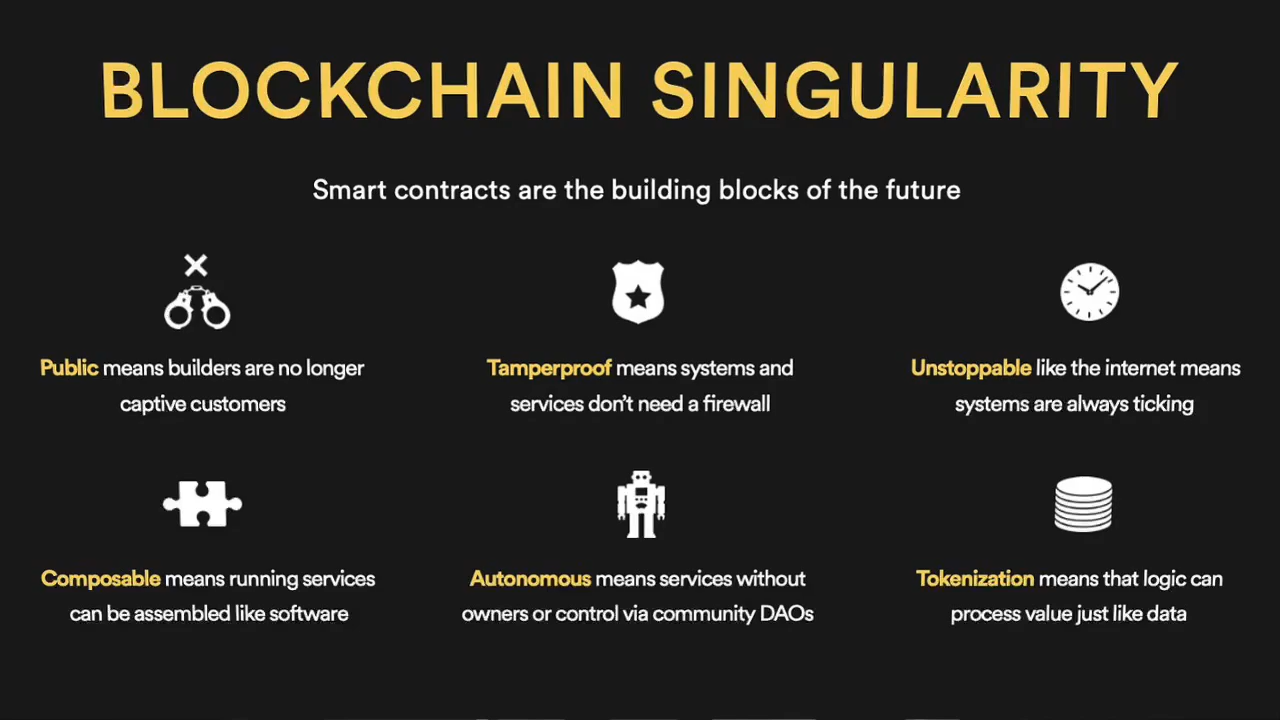 BLOCKCHAIN SINGULARITY
Smart contracts are the building blocks of the future
Public means builders are no longer
captive customers
Tamperproof means systems and
services don't need a firewall
Unstoppable like the internet means
systems are always ticking
Composable means running services
can be assembled like software
Autonomous means services without
owners or control via community DAOs
Tokenization means that logic can
process value just like data